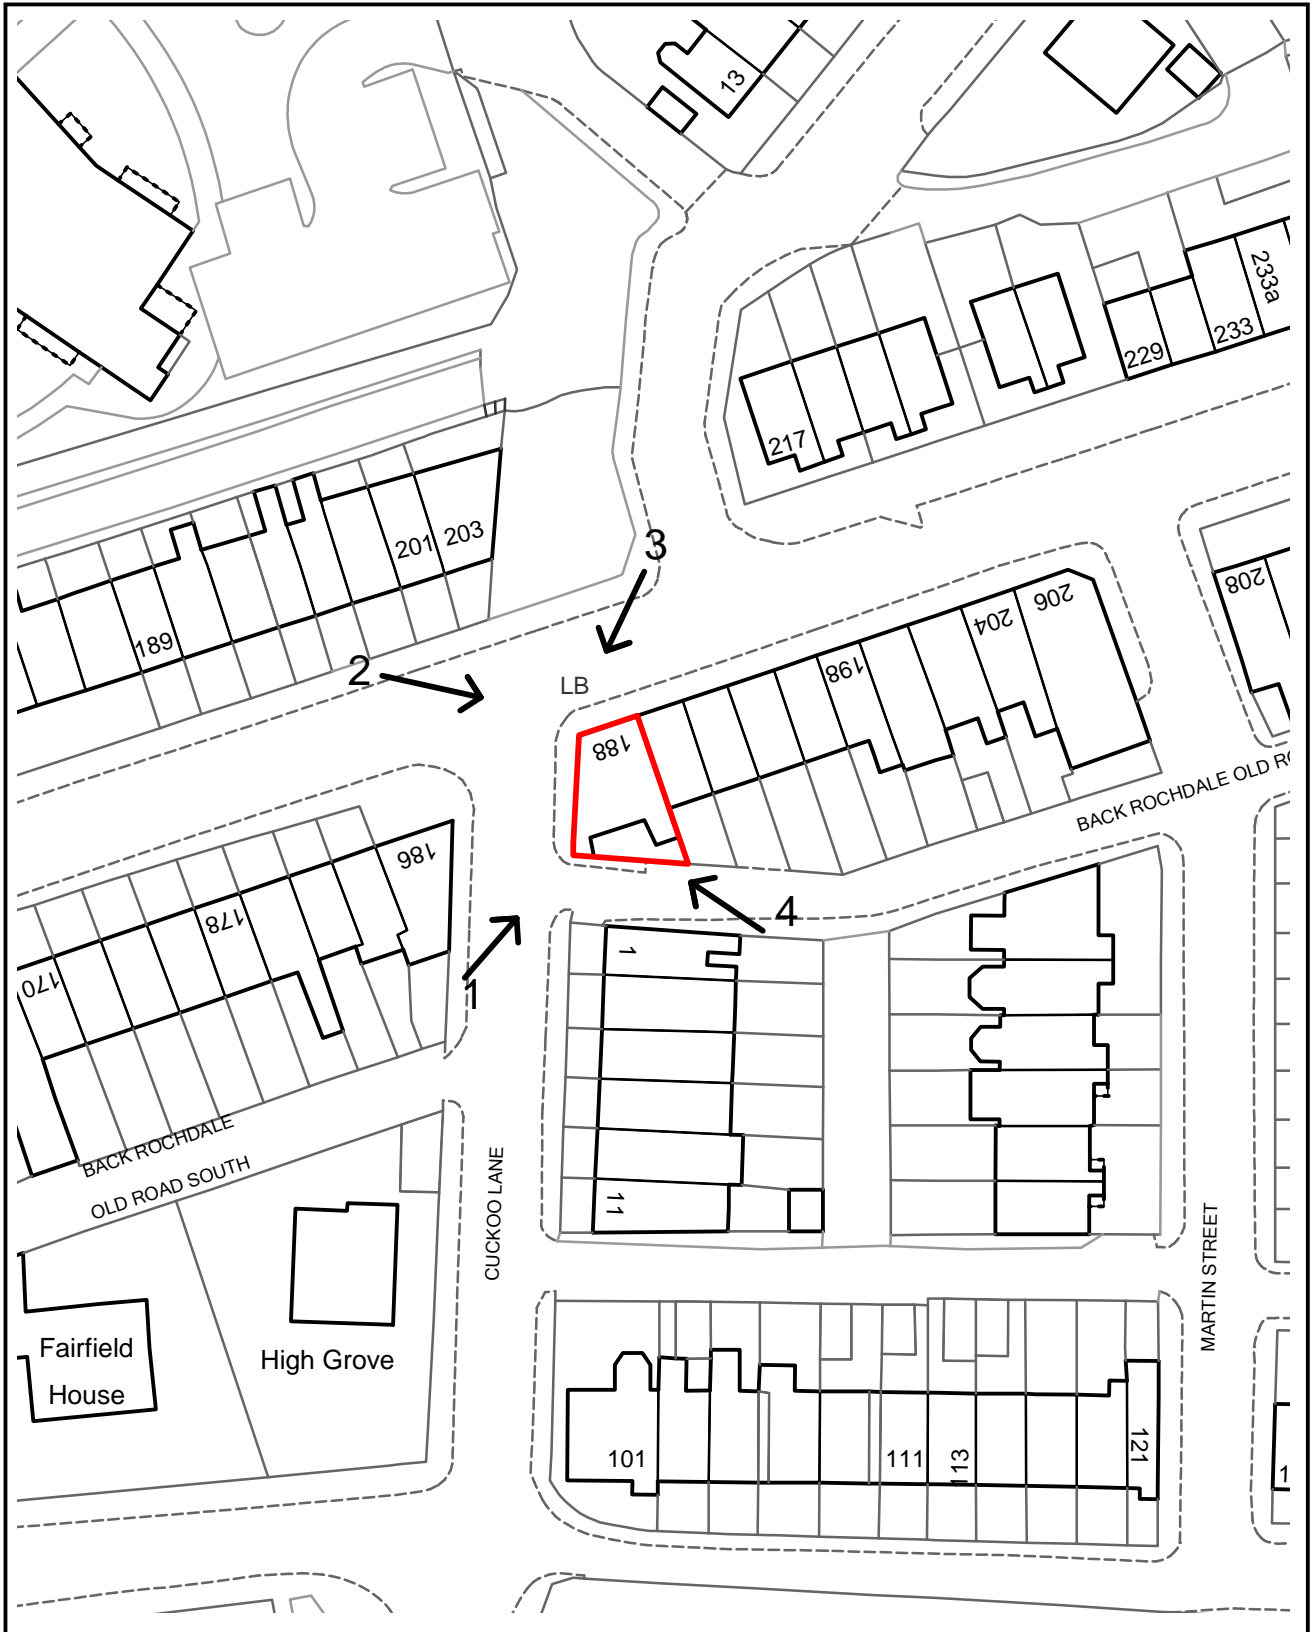 13
233a
233
229
217
203
201
3
208
189
206
204
2
198
LB
188
BACK ROCHDALE OLD RO
186
178
4
1
170
1
BACK ROCHDALE
OLD ROAD SOUTH
11
CUCKOO LANE
MARTIN STREET
Fairfield
House
High Grove
101
111
113
121
1